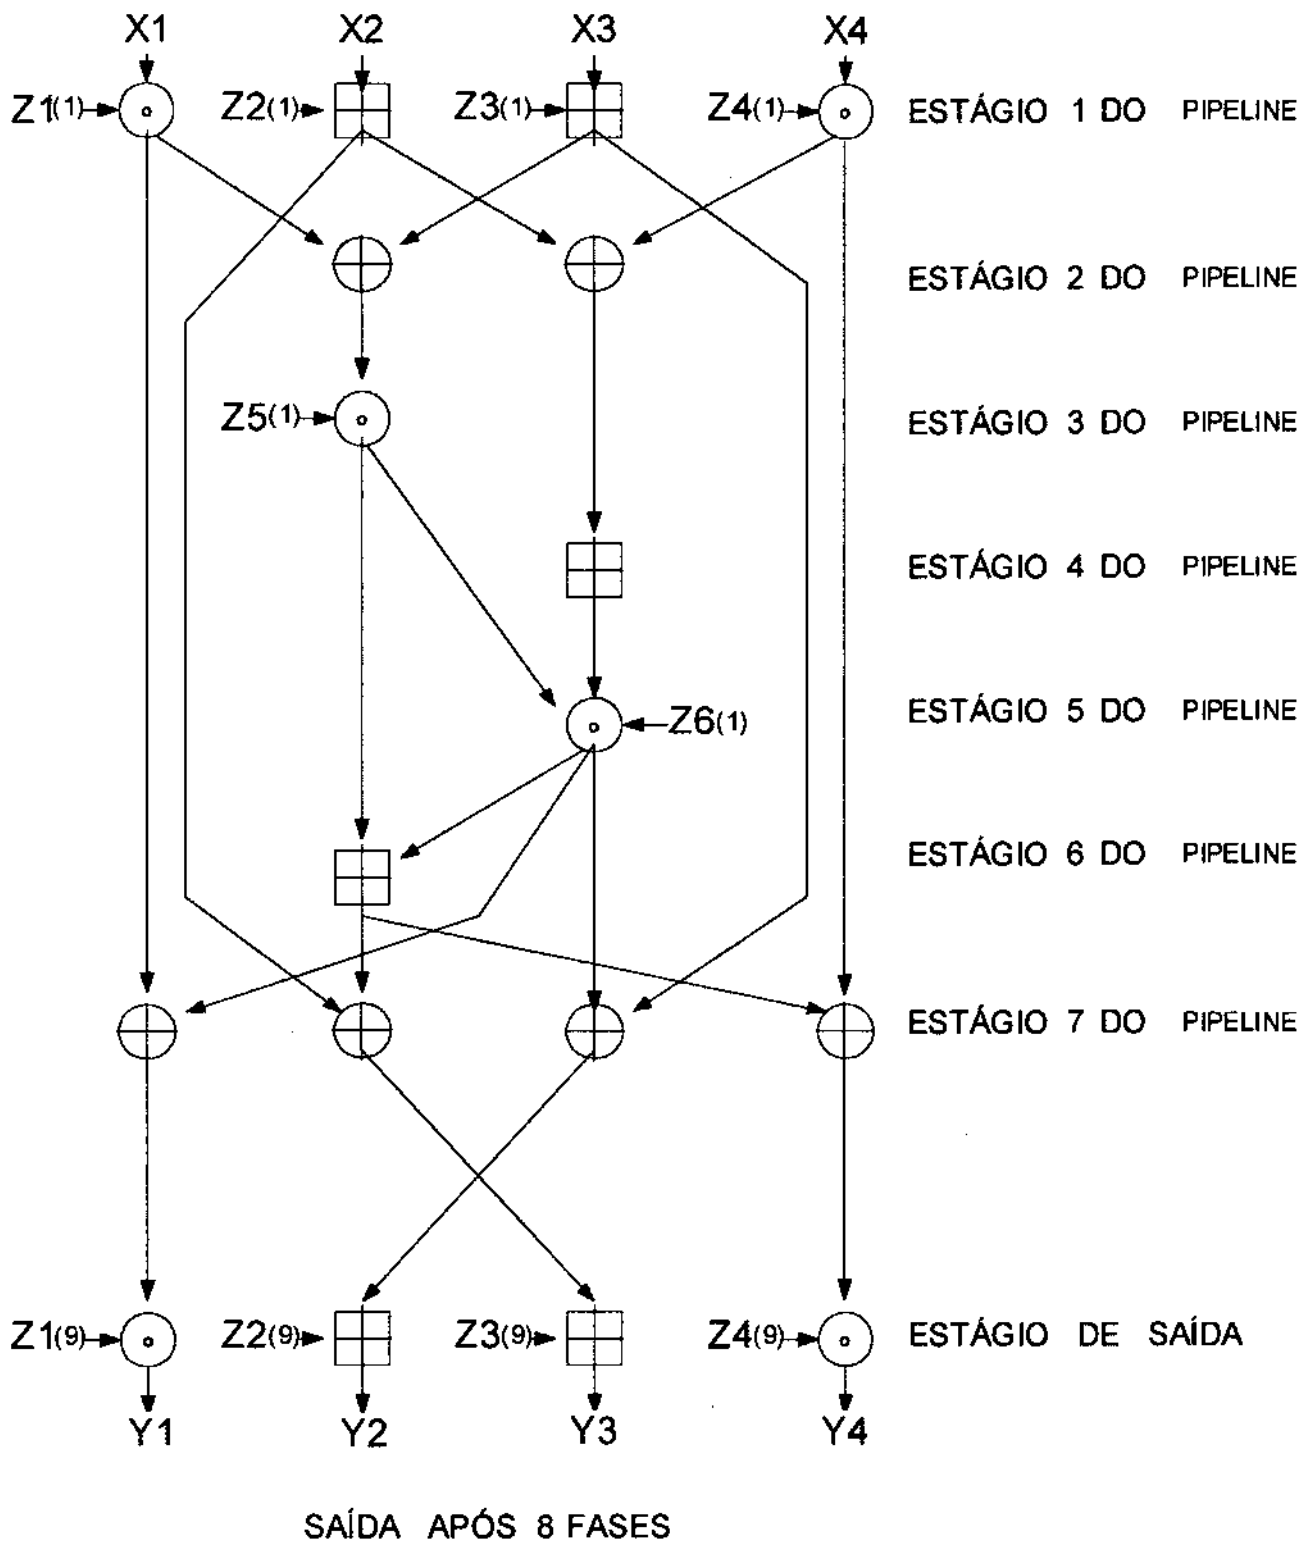 X1 X2 X3 X4
Z1(1) Z2(1) Z3(1) Z4(1) ESTÁGIO 1 DO PIPELINE
ESTÁGIO 2 DO PIPELINE
Z5(1) ESTÁGIO 3 DO PIPELINE
ESTÁGIO 4 DO PIPELINE
Z6(1) ESTÁGIO 5 DO PIPELINE
ESTÁGIO 6 DO PIPELINE
ESTÁGIO 7 DO PIPELINE
Z1(9) Z2(9) Z3(9) Z4(9) ESTÁGIO DE SAÍDA
Y1 Y2 Y3 Y4
SAÍDA APÓS 8 FASES